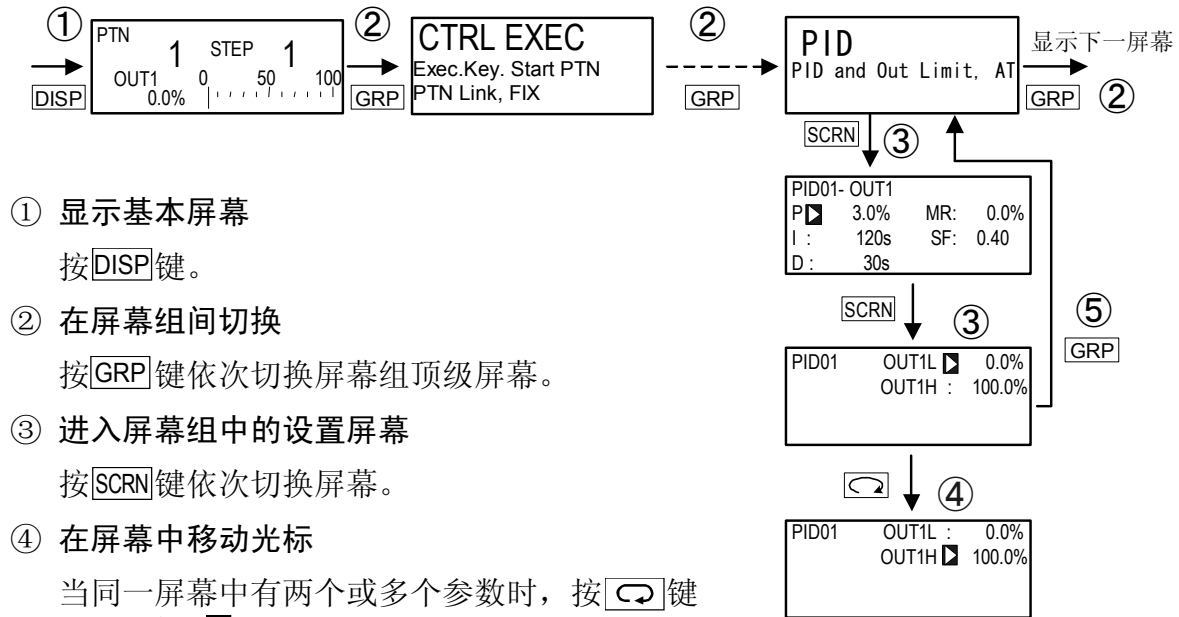 ①
DISP
PTN 1 STEP 1
OUT1 0 50 100
0.0%
②
GRP
CTRL EXEC
Exec.Key. Start PTN
PTN Link, FIX
②
GRP
PID
PID and Out Limit, AT
显示下一屏幕
GRP ②
SCRN ③
PID01- OUT1
P 3.0% MR: 0.0%
I : 120s SF: 0.40
D : 30s
SCRN ③
PID01 OUT1L 0.0%
OUT1H : 100.0%
⑤
GRP
④
PID01 OUT1L : 0.0%
OUT1H 100.0%
① 显示基本屏幕
按DISP键。
② 在屏幕组间切换
按GRP键依次切换屏幕组顶级屏幕。
③ 进入屏幕组中的设置屏幕
按SCRN键依次切换屏幕。
④ 在屏幕中移动光标
当同一屏幕中有两个或多个参数时，按键